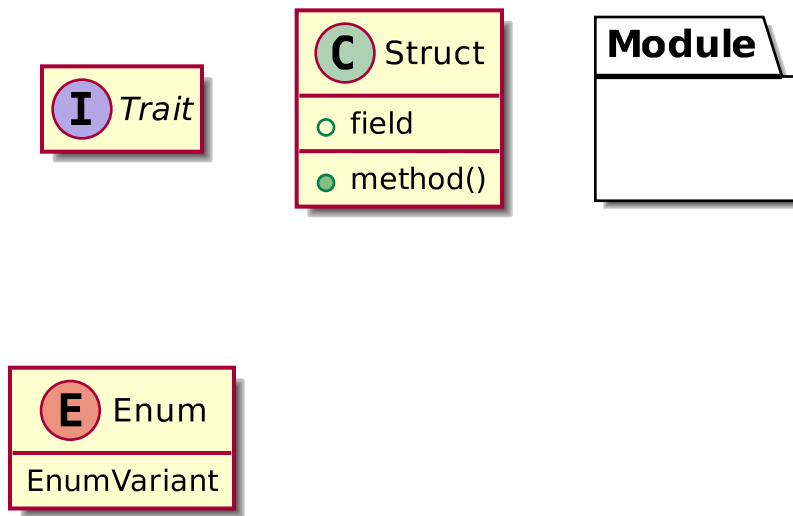 I Trait
C Struct
field
method()
Module
E Enum
EnumVariant